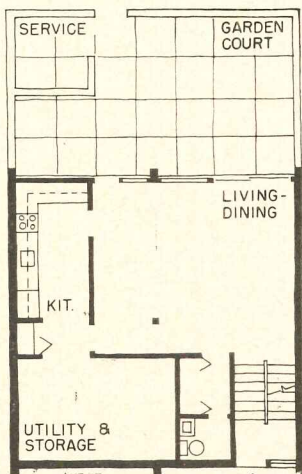 SERVICE
GARDEN
COURT
LIVING-
DINING
KIT.
UTILITY &
STORAGE